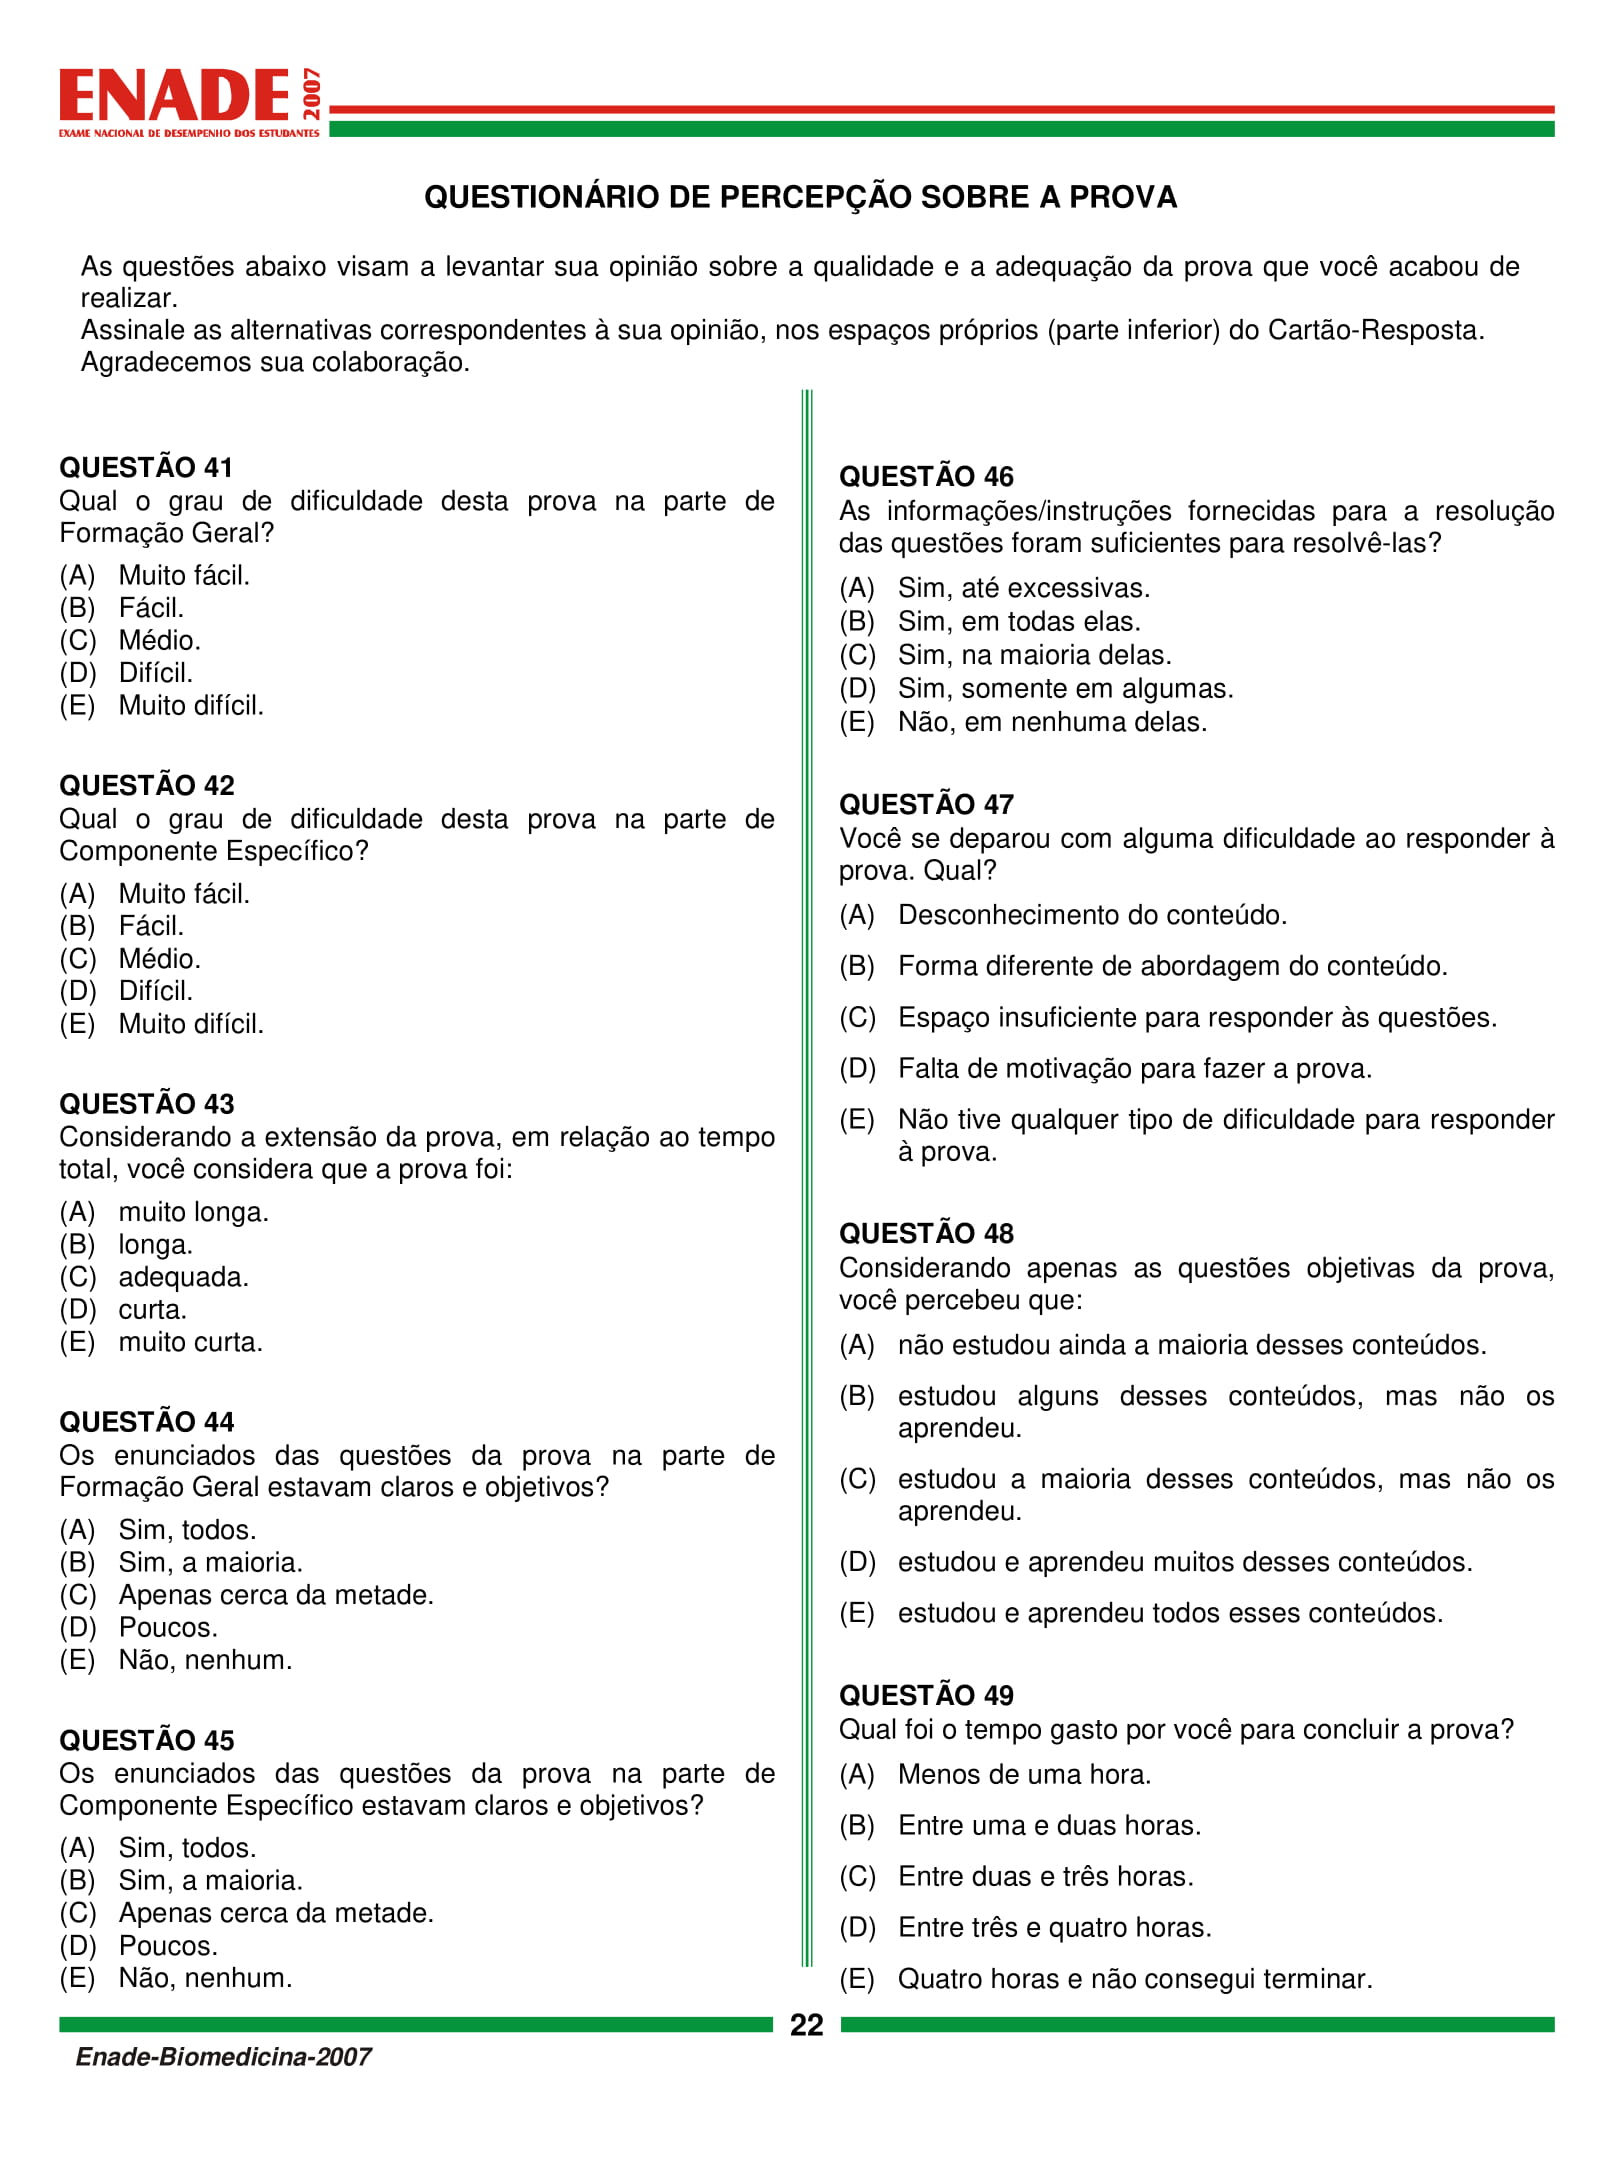 ENADE 2007
EXAME NACIONAL DE DESEMPENHO DOS ESTUDANTES
QUESTIONÁRIO DE PERCEPÇÃO SOBRE A PROVA
As questões abaixo visam a levantar sua opinião sobre a qualidade e a adequação da prova que você acabou de
realizar.
Assinale as alternativas correspondentes à sua opinião, nos espaços próprios (parte inferior) do Cartão-Resposta.
Agradecemos sua colaboração.
QUESTÃO 41
Qual o grau de dificuldade desta prova na parte de
Formação Geral?
(A) Muito fácil.
(B) Fácil.
(C) Médio.
(D) Difícil.
(E) Muito difícil.
QUESTÃO 42
Qual o grau de dificuldade desta prova na parte de
Componente Específico?
(A) Muito fácil.
(B) Fácil.
(C) Médio.
(D) Difícil.
(E) Muito difícil.
QUESTÃO 43
Considerando a extensão da prova, em relação ao tempo
total, você considera que a prova foi:
(A) muito longa.
(B) longa.
(C) adequada.
(D) curta.
(E) muito curta.
QUESTÃO 44
Os enunciados das questões da prova na parte de
Formação Geral estavam claros e objetivos?
(A) Sim, todos.
(B) Sim, a maioria.
(C) Apenas cerca da metade.
(D) Poucos.
(E) Não, nenhum.
QUESTÃO 45
Os enunciados das questões da prova na parte de
Componente Específico estavam claros e objetivos?
(A) Sim, todos.
(B) Sim, a maioria.
(C) Apenas cerca da metade.
(D) Poucos.
(E) Não, nenhum.
QUESTÃO 46
As informações/instruções fornecidas para a resolução
das questões foram suficientes para resolvê-las?
(A) Sim, até excessivas.
(B) Sim, em todas elas.
(C) Sim, na maioria delas.
(D) Sim, somente em algumas.
(E) Não, em nenhuma delas.
QUESTÃO 47
Você se deparou com alguma dificuldade ao responder à
prova. Qual?
(A) Desconhecimento do conteúdo.
(B) Forma diferente de abordagem do conteúdo.
(C) Espaço insuficiente para responder às questões.
(D) Falta de motivação para fazer a prova.
(E) Não tive qualquer tipo de dificuldade para responder
à prova.
QUESTÃO 48
Considerando apenas as questões objetivas da prova,
você percebeu que:
(A) não estudou ainda a maioria desses conteúdos.
(B) estudou alguns desses conteúdos, mas não os
aprendeu.
(C) estudou a maioria desses conteúdos, mas não os
aprendeu.
(D) estudou e aprendeu muitos desses conteúdos.
(E) estudou e aprendeu todos esses conteúdos.
QUESTÃO 49
Qual foi o tempo gasto por você para concluir a prova?
(A) Menos de uma hora.
(B) Entre uma e duas horas.
(C) Entre duas e três horas.
(D) Entre três e quatro horas.
(E) Quatro horas e não consegui terminar.
22
Enade-Biomedicina-2007